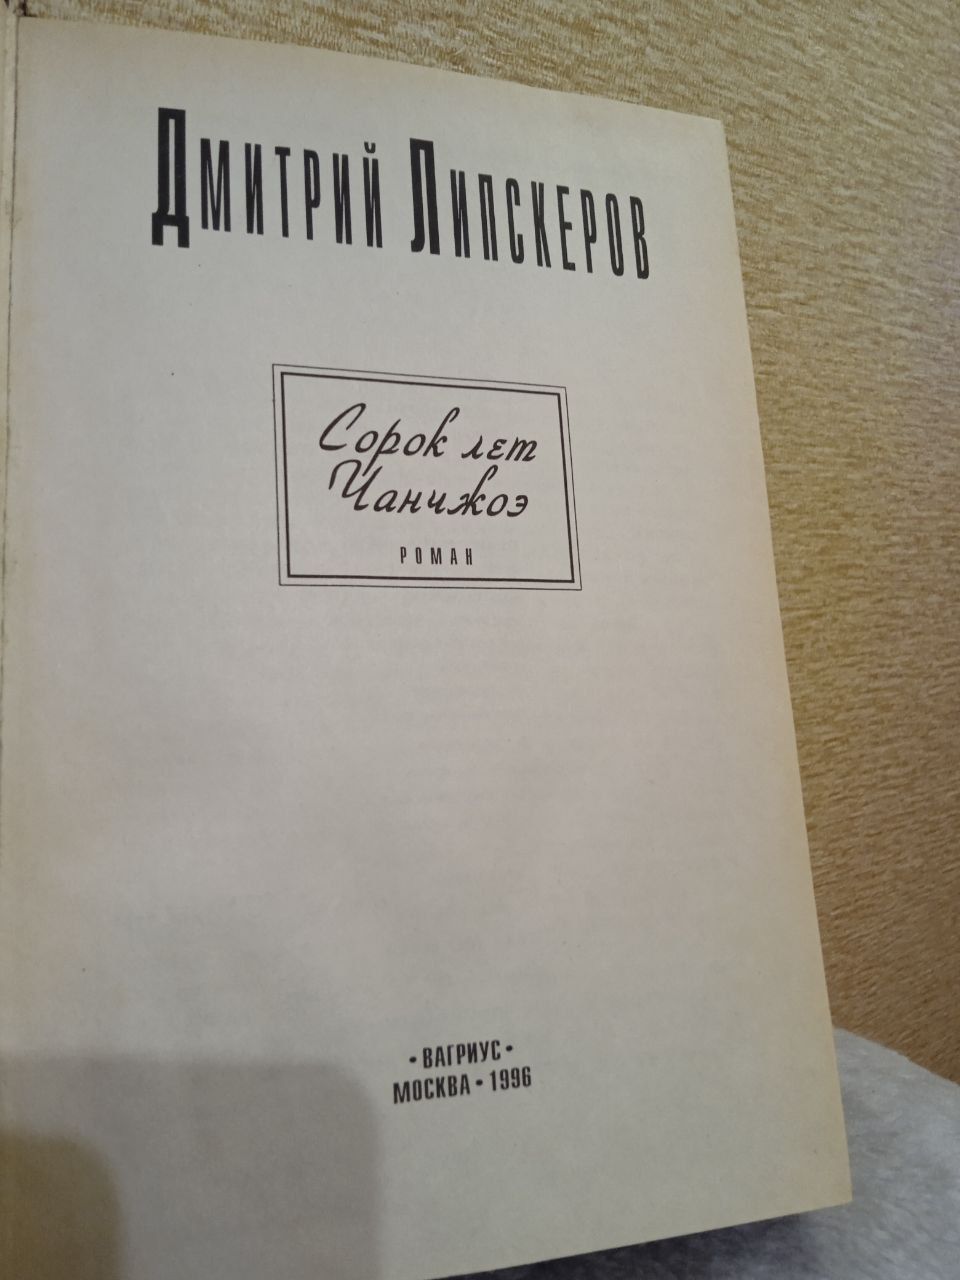 Дмитрий Липскеров
Сорок лет
Чанчжоэ
РОМАН
• ВАГРИУС •
МОСКВА • 1996